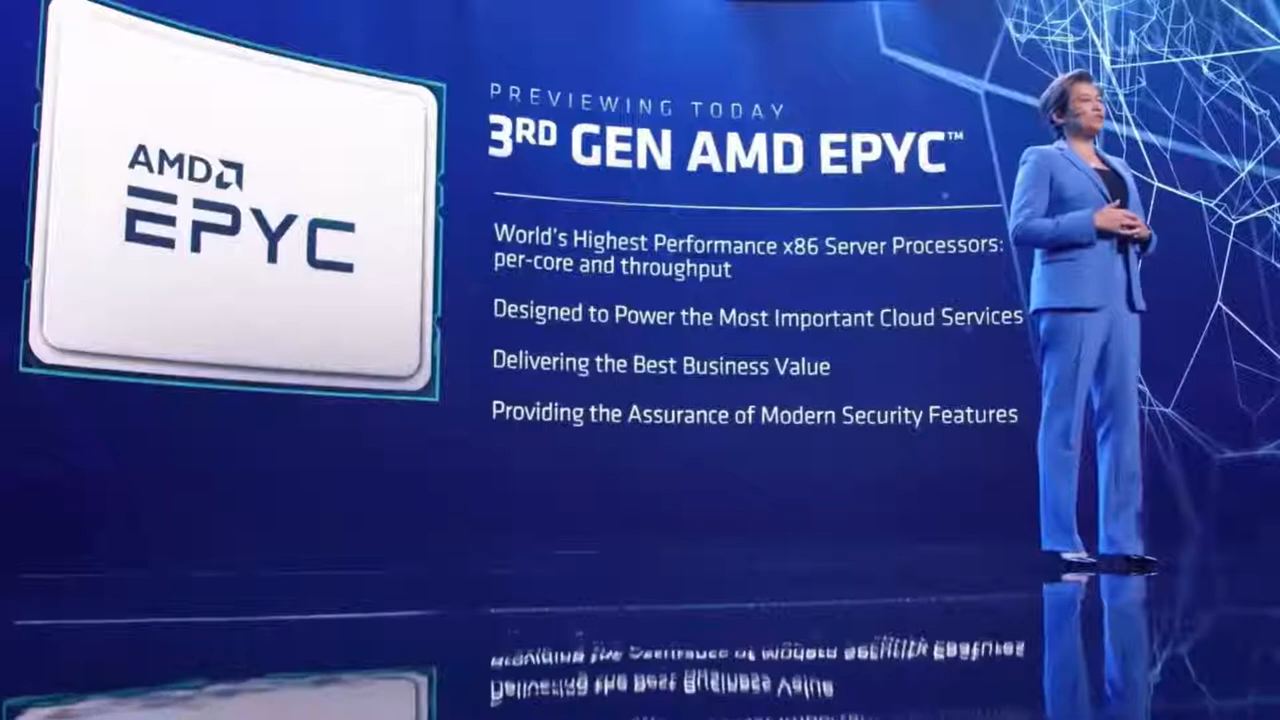 AMD
EPYC
PREVIEWING TODAY
3RD GEN AMD EPYC™
World's Highest Performance x86 Server Processors:
per-core and throughput
Designed to Power the Most Important Cloud Services
Delivering the Best Business Value
Providing the Assurance of Modern Security Features